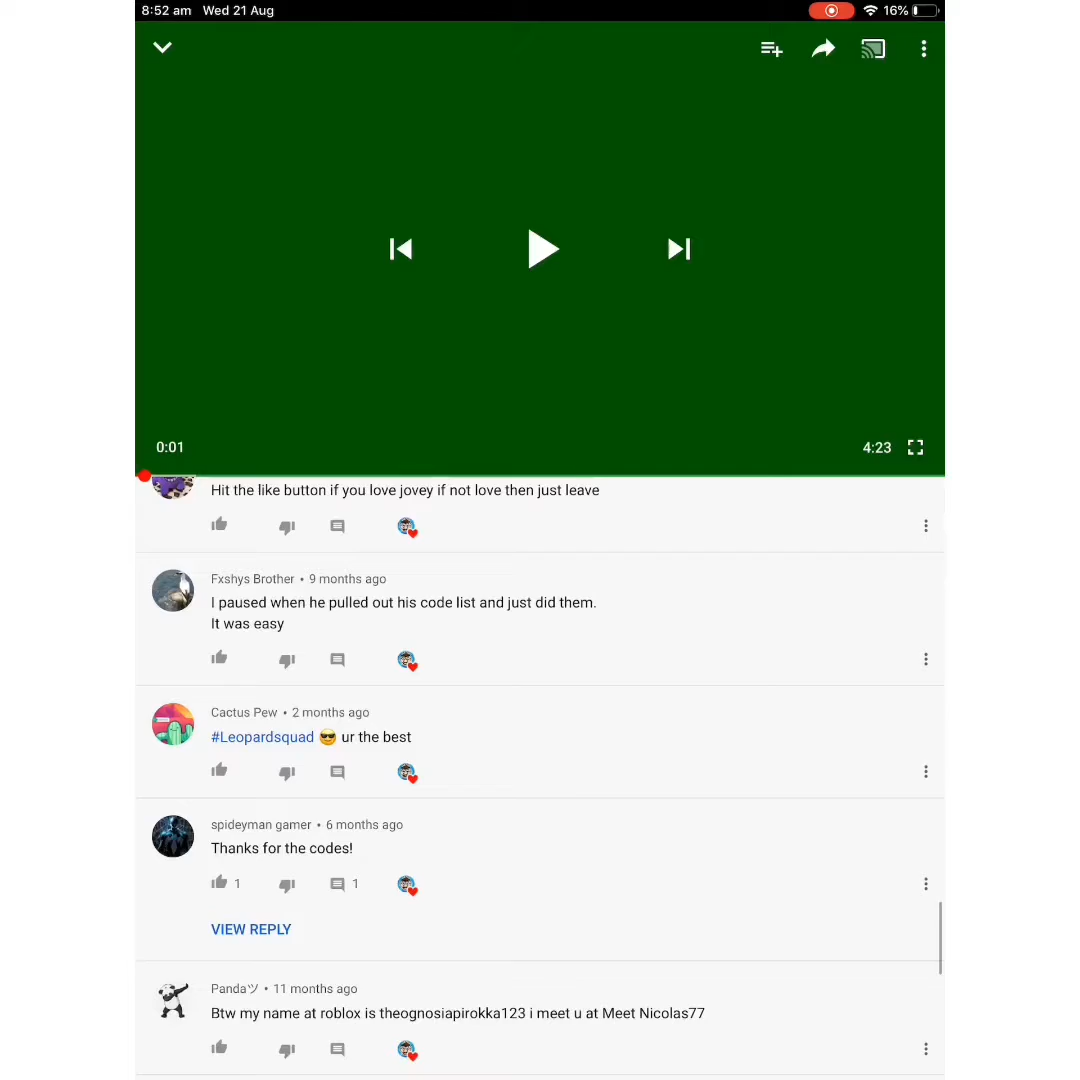 8:52 am Wed 21 Aug 16%
0:01 4:23
Hit the like button if you love jovey if not love then just leave
Fxshys Brother • 9 months ago
I paused when he pulled out his code list and just did them.
It was easy
Cactus Pew • 2 months ago
#Leopardsquad 😎 ur the best
spideyman gamer • 6 months ago
Thanks for the codes!
1 1
VIEW REPLY
Pandaツ • 11 months ago
Btw my name at roblox is theognosiapirokka123 i meet u at Meet Nicolas77